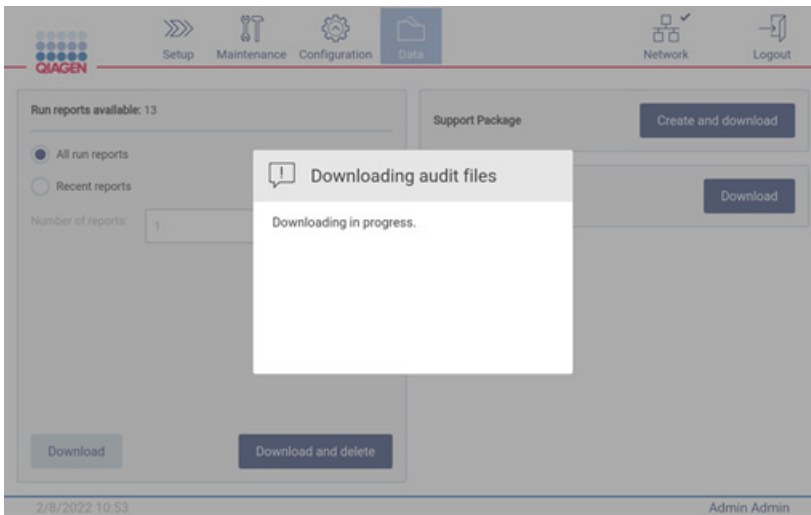 QIAGEN
Setup
Maintenance
Configuration
Data
Network
Logout
Run reports available: 13
All run reports
Recent reports
Number of reports:
1
Download
Download and delete
Support Package
Create and download
Download
Downloading audit files
Downloading in progress.
2/8/2022 10:53
Admin Admin